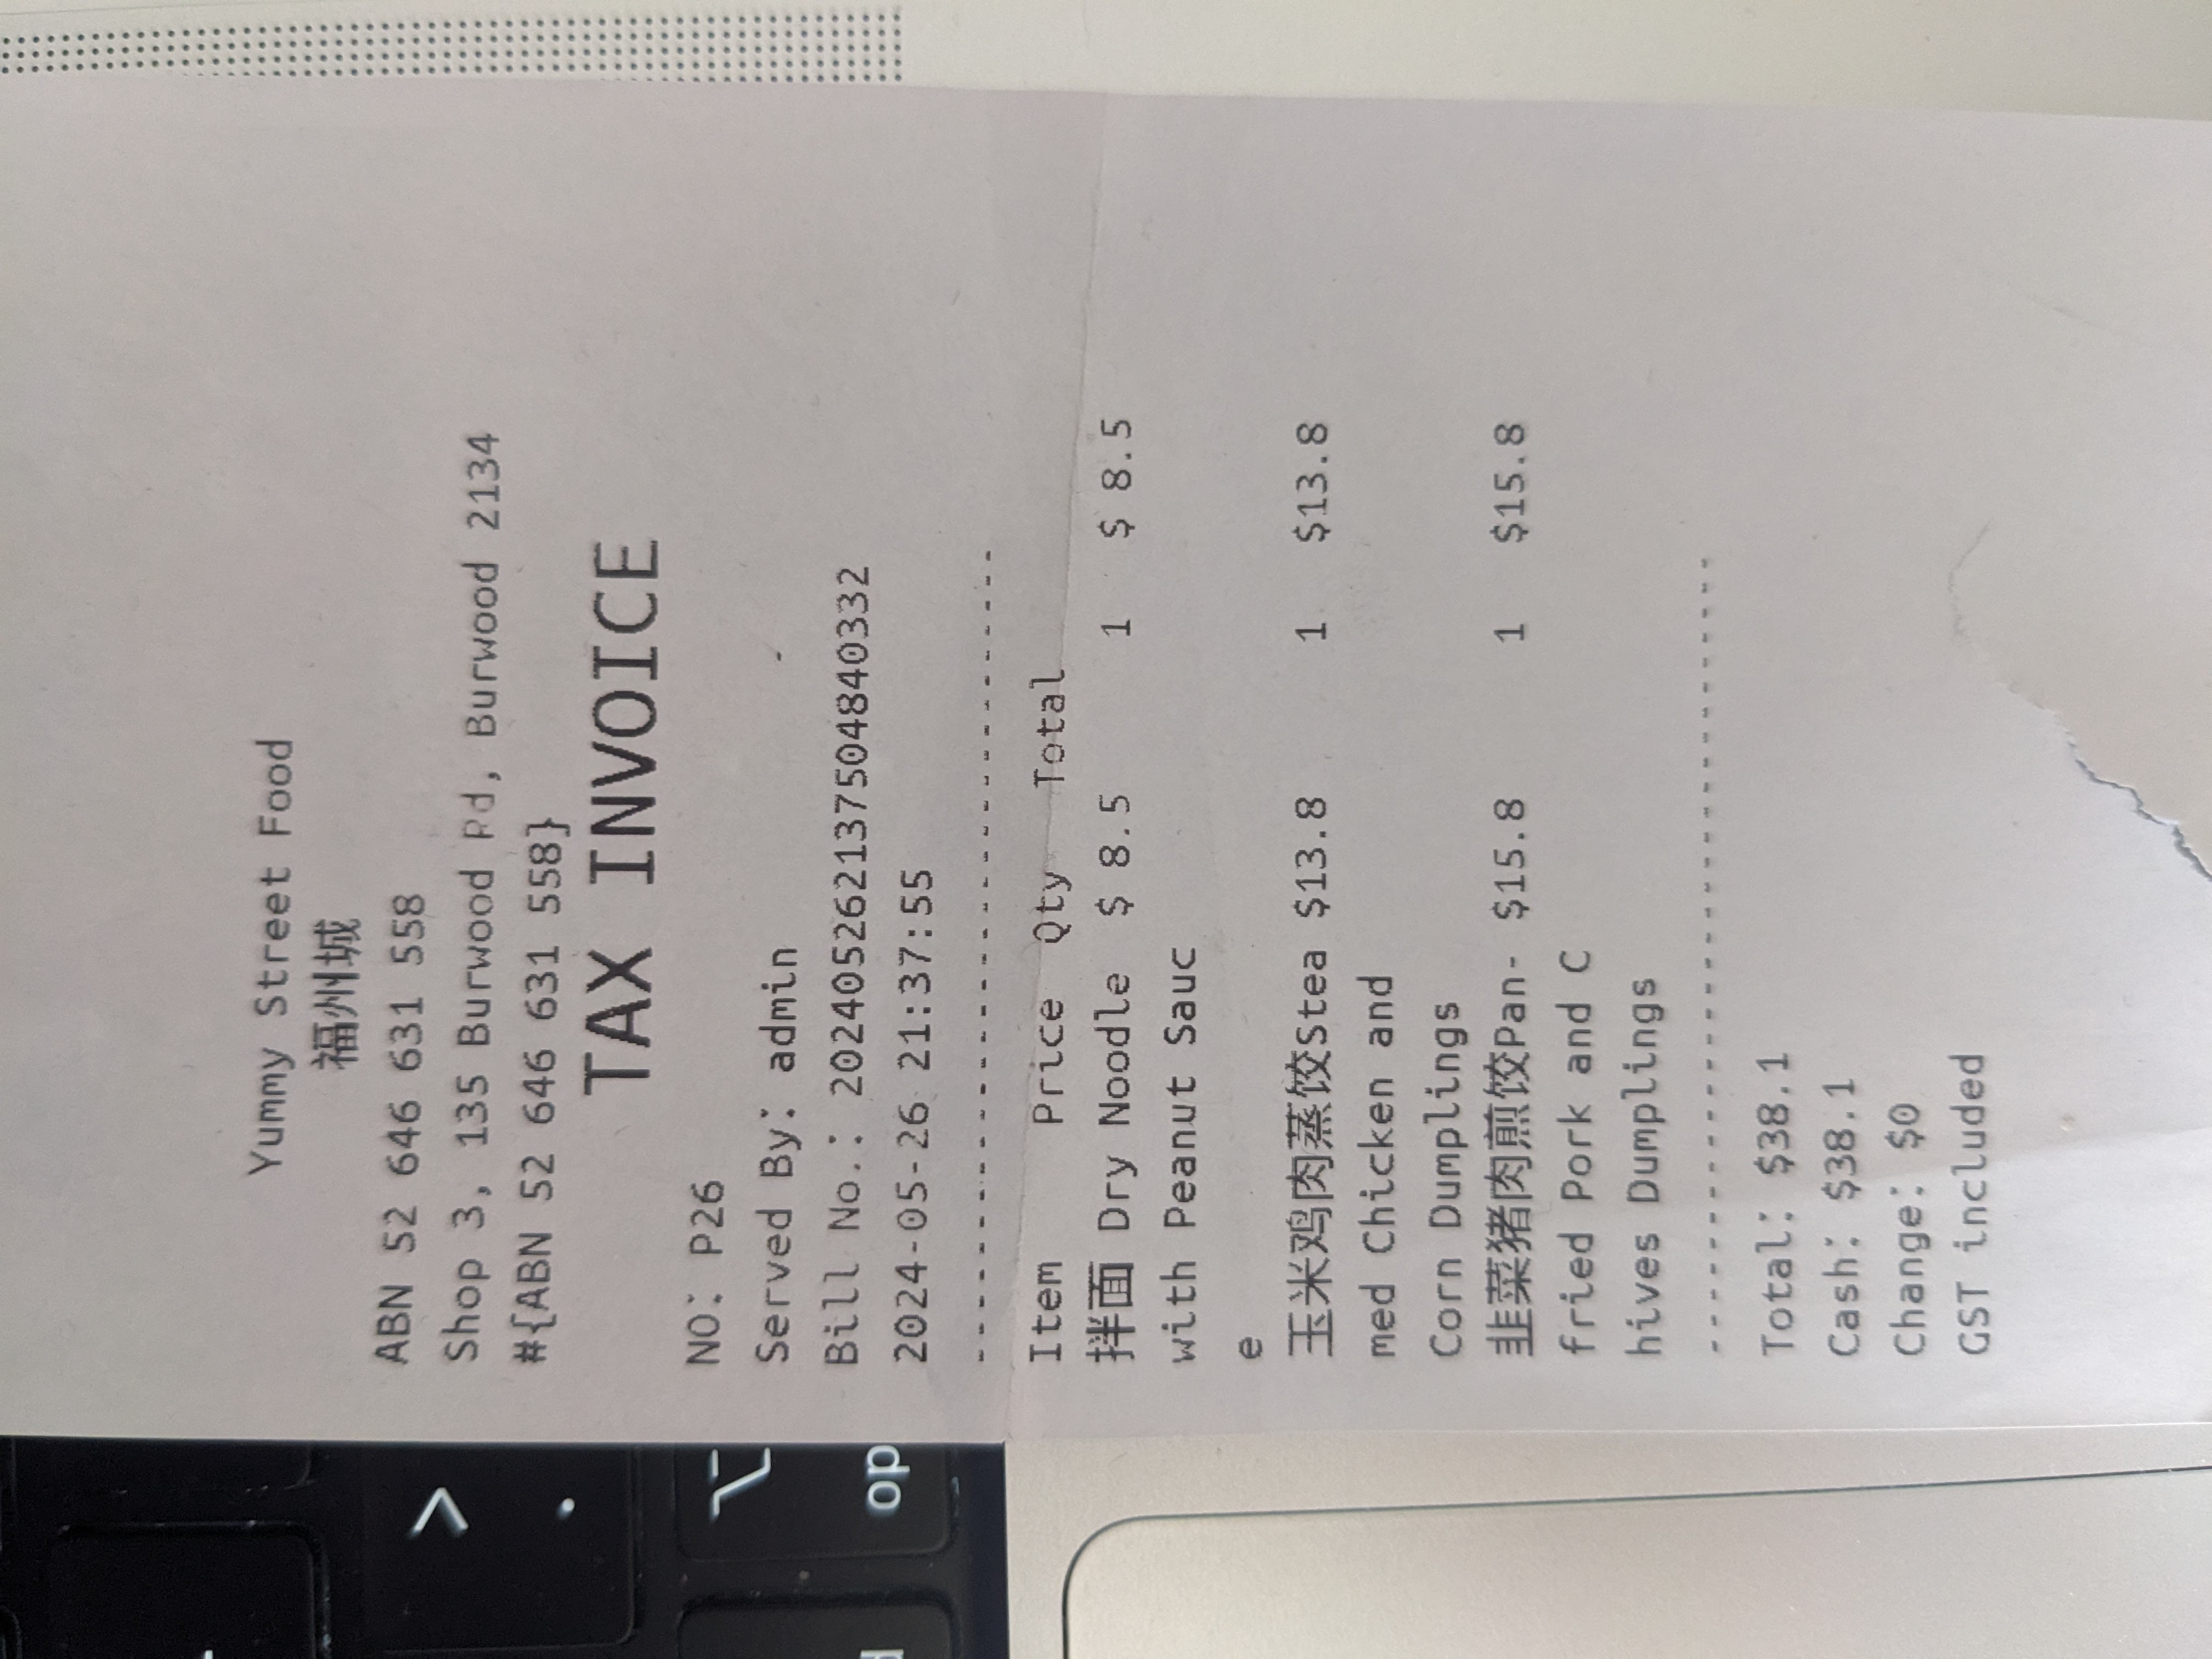 Yummy Street Food
福州城
ABN 52 646 631 558
Shop 3, 135 Burwood Rd, Burwood 2134
#{ABN 52 646 631 558}
TAX INVOICE
NO: P26
Served By: admin
Bill No.: 202405262137504840332
2024-05-26 21:37:55
------------------------------
Item Price Qty Total
拌面 Dry Noodle $ 8.5 1 $ 8.5
with Peanut Sauc
e
玉米鸡肉蒸饺Stea $13.8 1 $13.8
med Chicken and
Corn Dumplings
韭菜猪肉煎饺Pan- $15.8 1 $15.8
fried Pork and C
hives Dumplings
------------------------------
Total: $38.1
Cash: $38.1
Change: $0
GST included
>
.
⌥
op